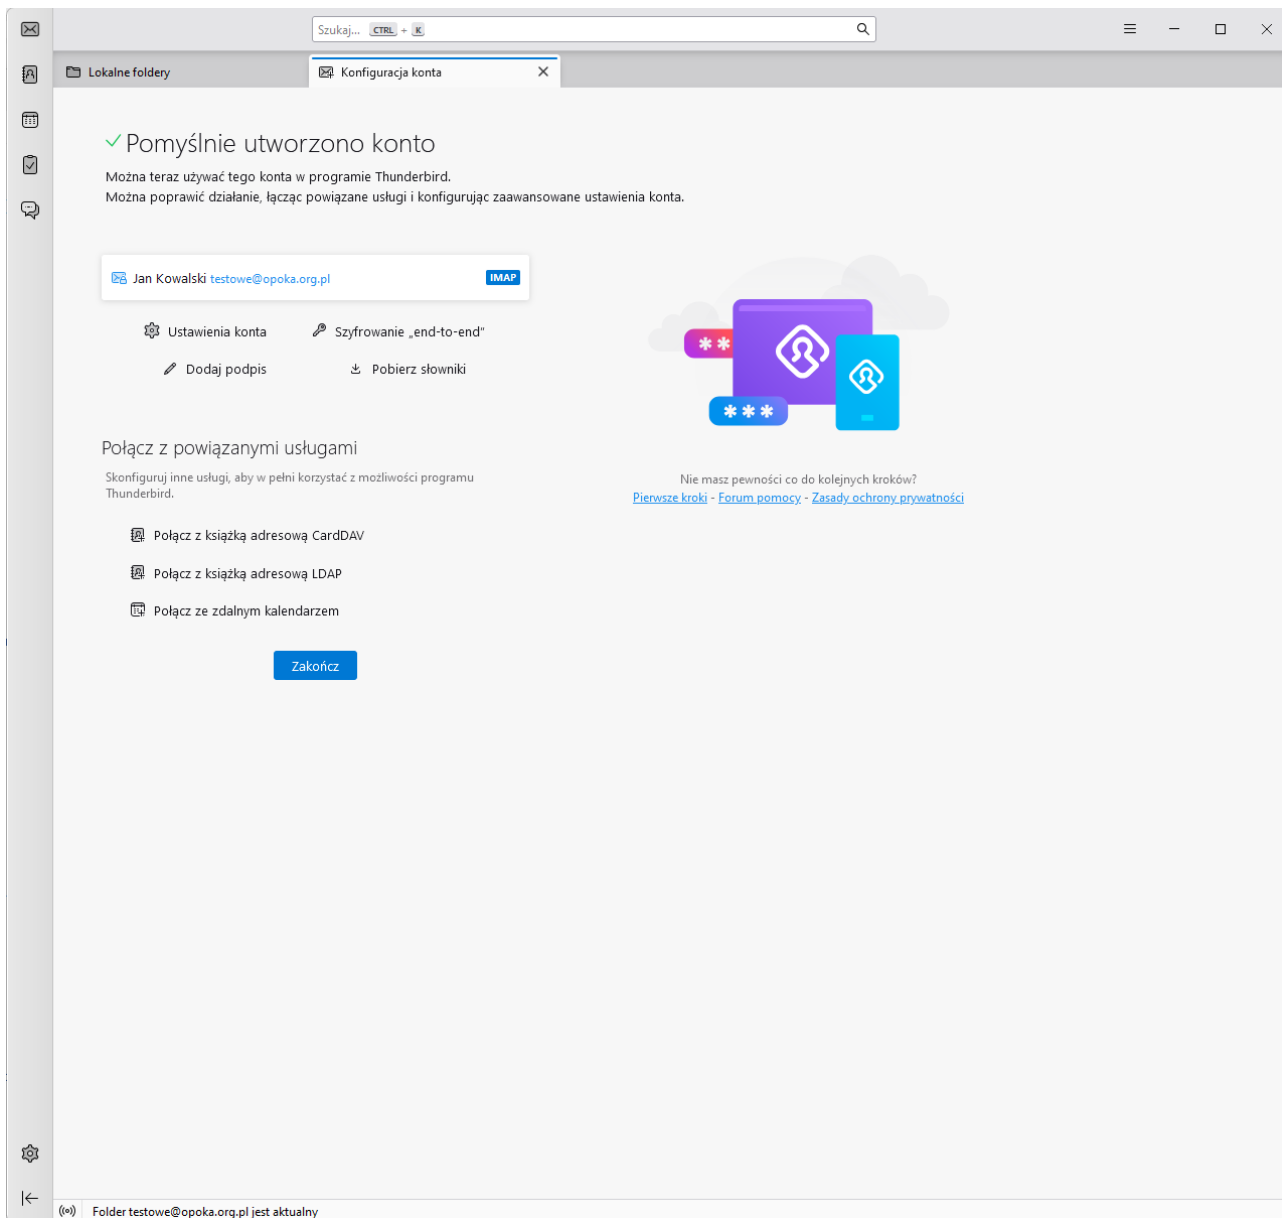 Szukaj... CTRL + K
Lokalne foldery
Konfiguracja konta
Pomyślnie utworzono konto
Można teraz używać tego konta w programie Thunderbird.
Można poprawić działanie, łącząc powiązane usługi i konfigurując zaawansowane ustawienia konta.
Jan Kowalski testowe@opoka.org.pl IMAP
Ustawienia konta
Szyfrowanie „end-to-end”
Dodaj podpis
Pobierz słowniki
Połącz z powiązanymi usługami
Skonfiguruj inne usługi, aby w pełni korzystać z możliwości programu
Thunderbird.
Połącz z książką adresową CardDAV
Połącz z książką adresową LDAP
Połącz ze zdalnym kalendarzem
Zakończ
** 
***
Nie masz pewności co do kolejnych kroków?
Pierwsze kroki - Forum pomocy - Zasady ochrony prywatności
Folder testowe@opoka.org.pl jest aktualny